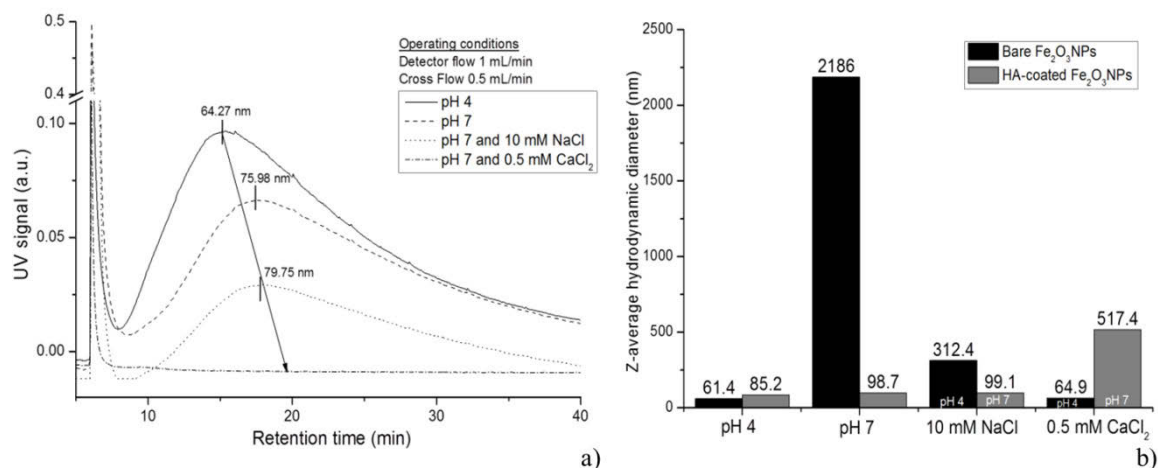 0.5
0.4
0.10
0.05
0.00
UV signal (a.u.)
10
20
30
40
Retention time (min)
64.27 nm
75.98 nm
79.75 nm
Operating conditions
Detector flow 1 mL/min
Cross Flow 0.5 mL/min
pH 4
pH 7
pH 7 and 10 mM NaCl
pH 7 and 0.5 mM CaCl₂
a)
Z-average hydrodynamic diameter (nm)
2500
2000
1500
1000
500
0
Bare Fe₂O₃NPs
HA-coated Fe₂O₃NPs
2186
61.4
85.2
98.7
312.4
99.1
64.9
517.4
pH 4
pH 7
pH 4
pH 7
pH 4
pH 7
10 mM NaCl
0.5 mM CaCl₂
b)